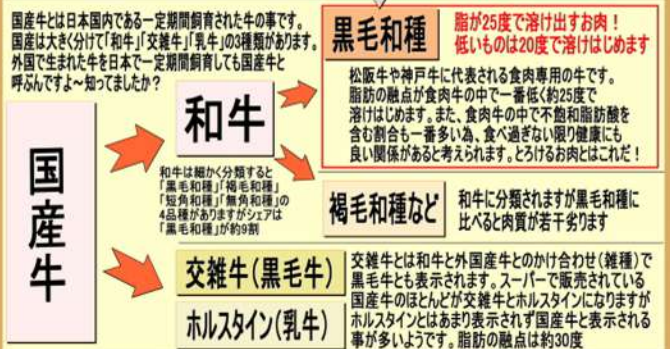 国産牛とは日本国内である一定期間飼育された牛の事です。
国産は大きく分けて「和牛」「交雑牛」「乳牛」の3種類があります。
外国で生まれた牛を日本で一定期間飼育しても国産牛と
呼ぶんですよ～知ってましたか？
国産牛
和牛
和牛は細かく分類すると
「黒毛和種」「褐毛和種」
「短角和種」「無角和種」の
4品種がありますがシェアは
「黒毛和種」が約9割
黒毛和種
脂が25度で溶け出すお肉！
低いものは20度で溶けはじめます
松阪牛や神戸牛に代表される食肉専用の牛です。
脂肪の融点が食肉牛の中で一番低く約25度で
溶けはじめます。また、食肉牛の中で不飽和脂肪酸を
含む割合も一番多い為、食べ過ぎない限り健康にも
良い関係があると考えられます。とろけるお肉とはこれだ！
褐毛和種など
和牛に分類されますが黒毛和種に
比べると肉質が若干劣ります
交雑牛(黒毛牛)
ホルスタイン(乳牛)
交雑牛とは和牛と外国産牛とのかけ合わせ(雑種)で
黒毛牛とも表示されます。スーパーで販売されている
国産牛のほとんどが交雑牛とホルスタインになりますが
ホルスタインとはあまり表示されず国産牛と表示される
事が多いようです。脂肪の融点は約30度